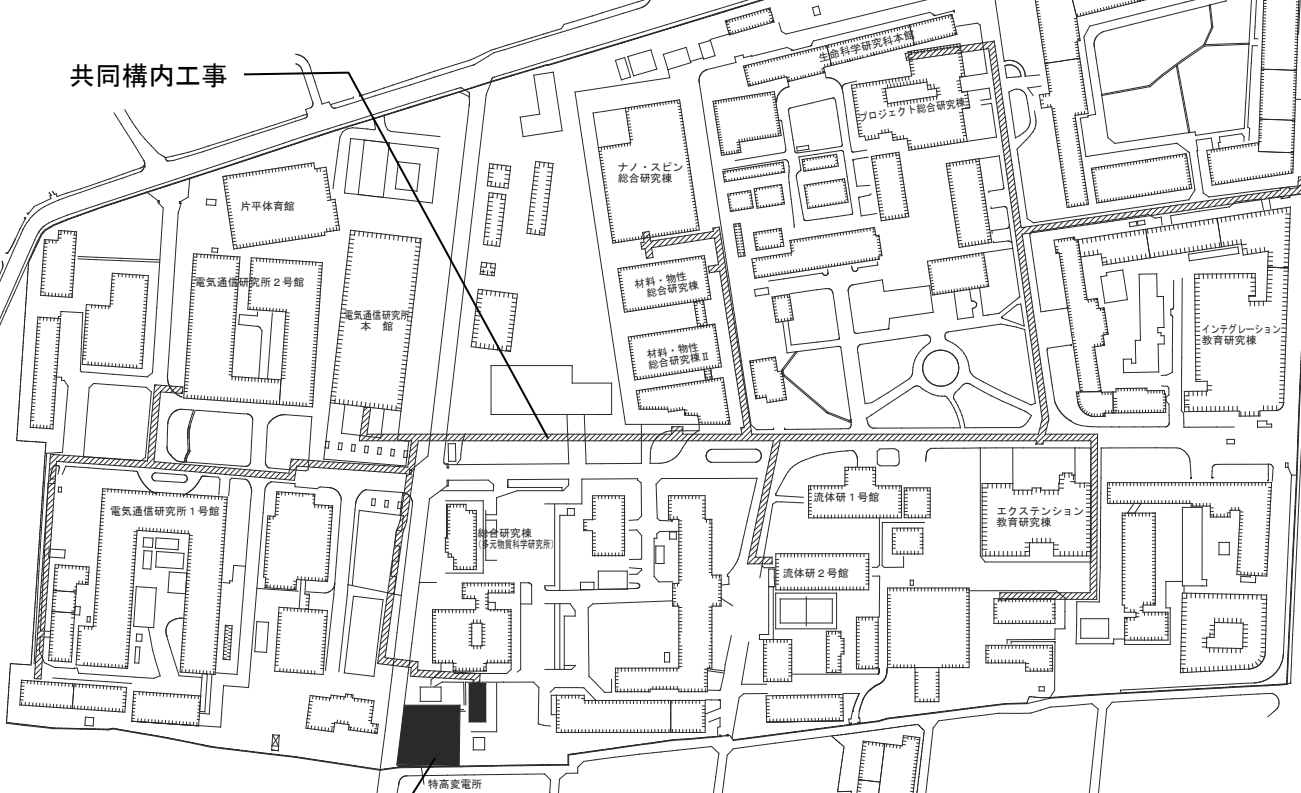 共同構内工事
生命科学研究科本館
プロジェクト総合研究棟
ナノ・スピン
総合研究棟
片平体育館
電気通信研究所２号館
電気通信研究所
本　館
材料・物性
総合研究棟
材料・物性
総合研究棟Ⅱ
インテグレーション
教育研究棟
電気通信研究所１号館
総合研究棟
(多元物質科学研究所)
流体研１号館
エクステンション
教育研究棟
流体研２号館
特高変電所